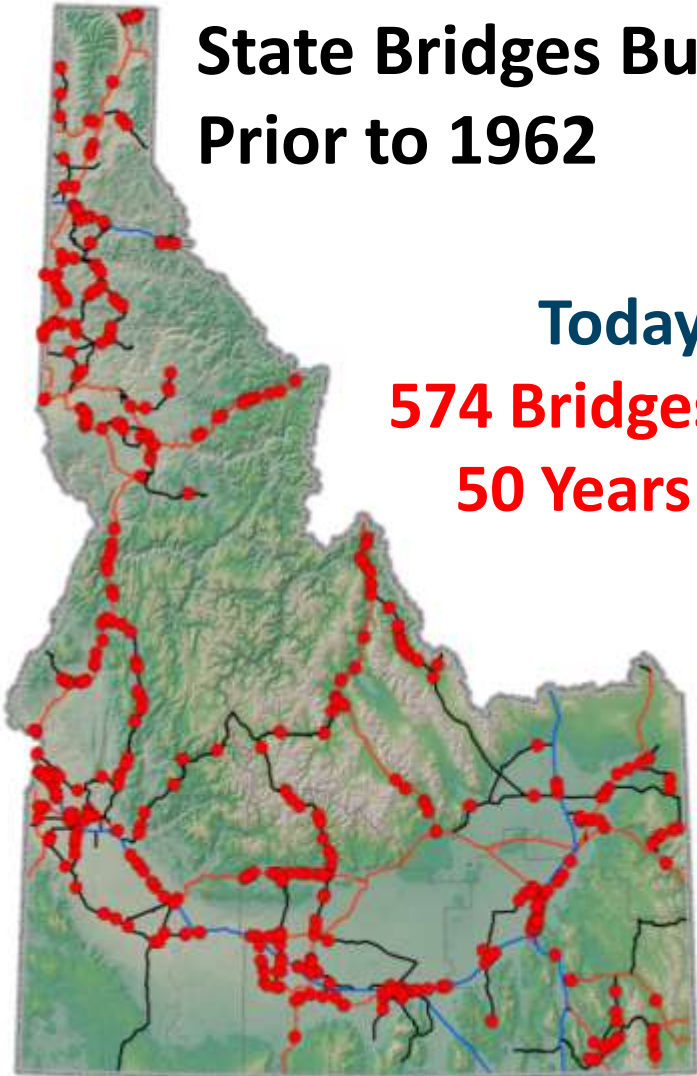 State Bridges Bu
Prior to 1962
Today
574 Bridges
50 Years